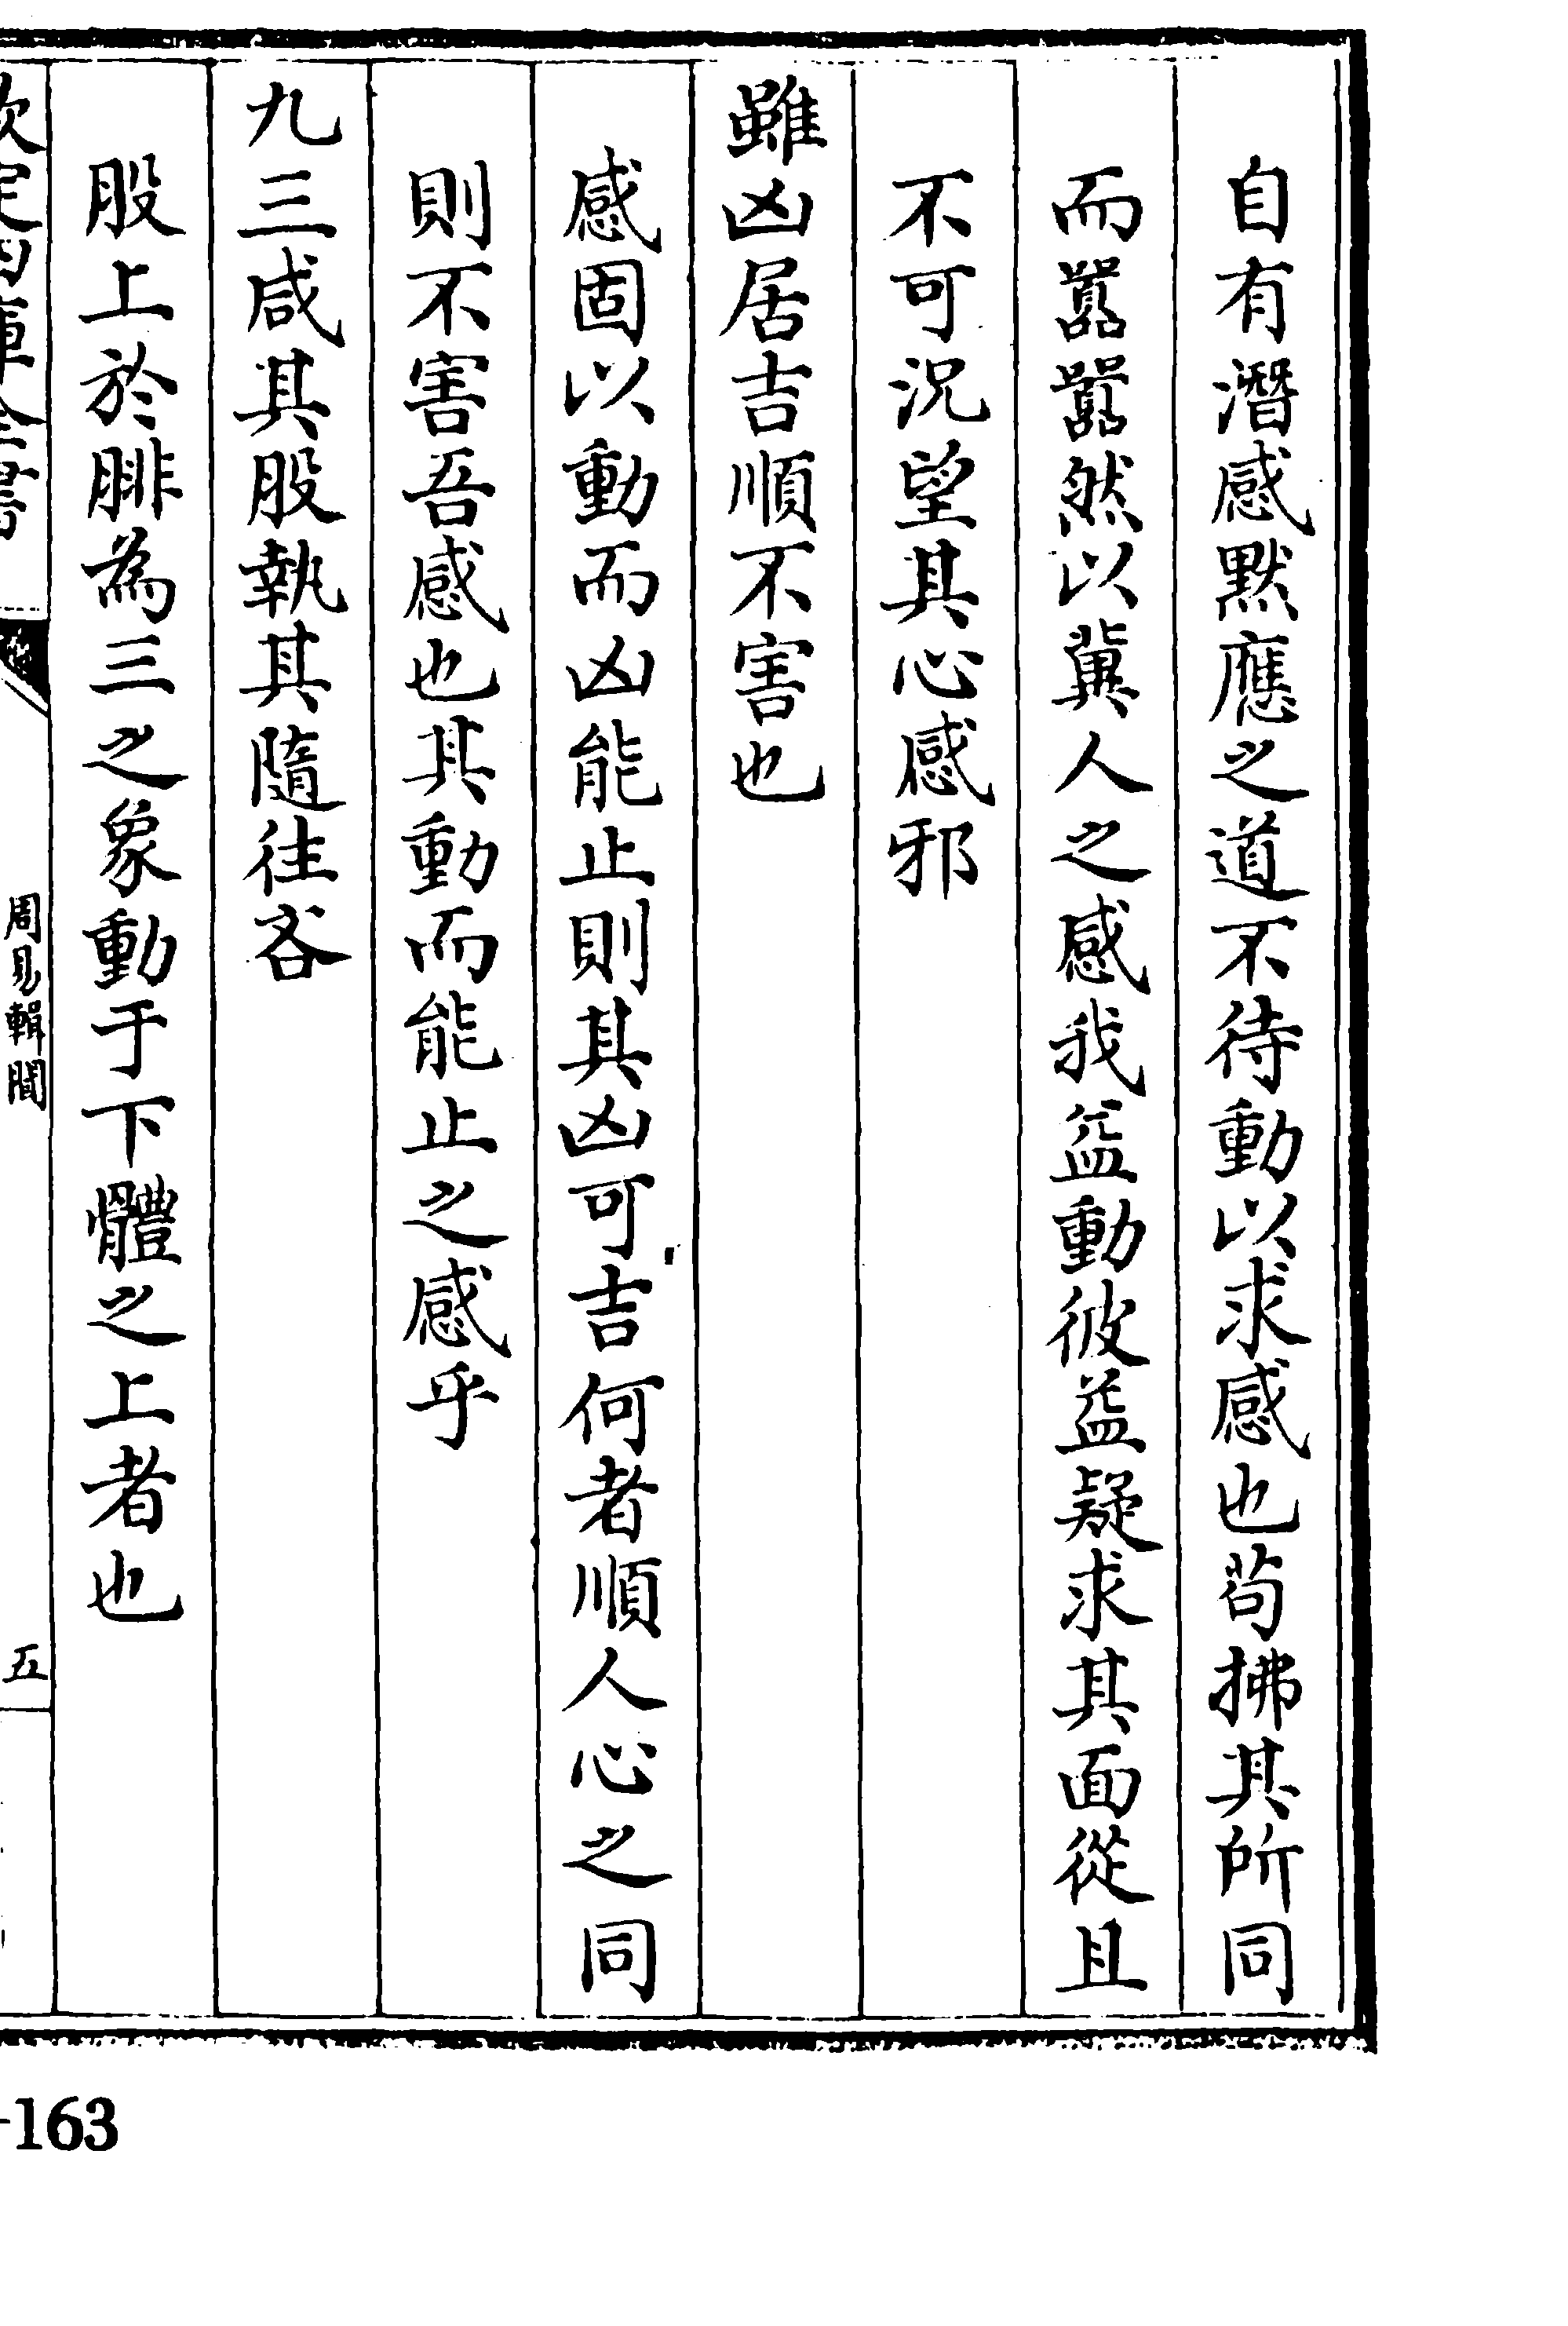 自有潛感黙應之道不待動以求感也苟拂其所同
而囂囂然以冀人之感我益動彼益疑求其面從且
不可況望其心感邪
雖凶居吉順不害也
感固以動而凶能止則其凶可吉何者順人心之同
則不害吾感也其動而能止之感乎
九三咸其股執其隨往吝
股上於腓為三之象動于下體之上者也
欽定四庫全書
周易輯聞
五
163